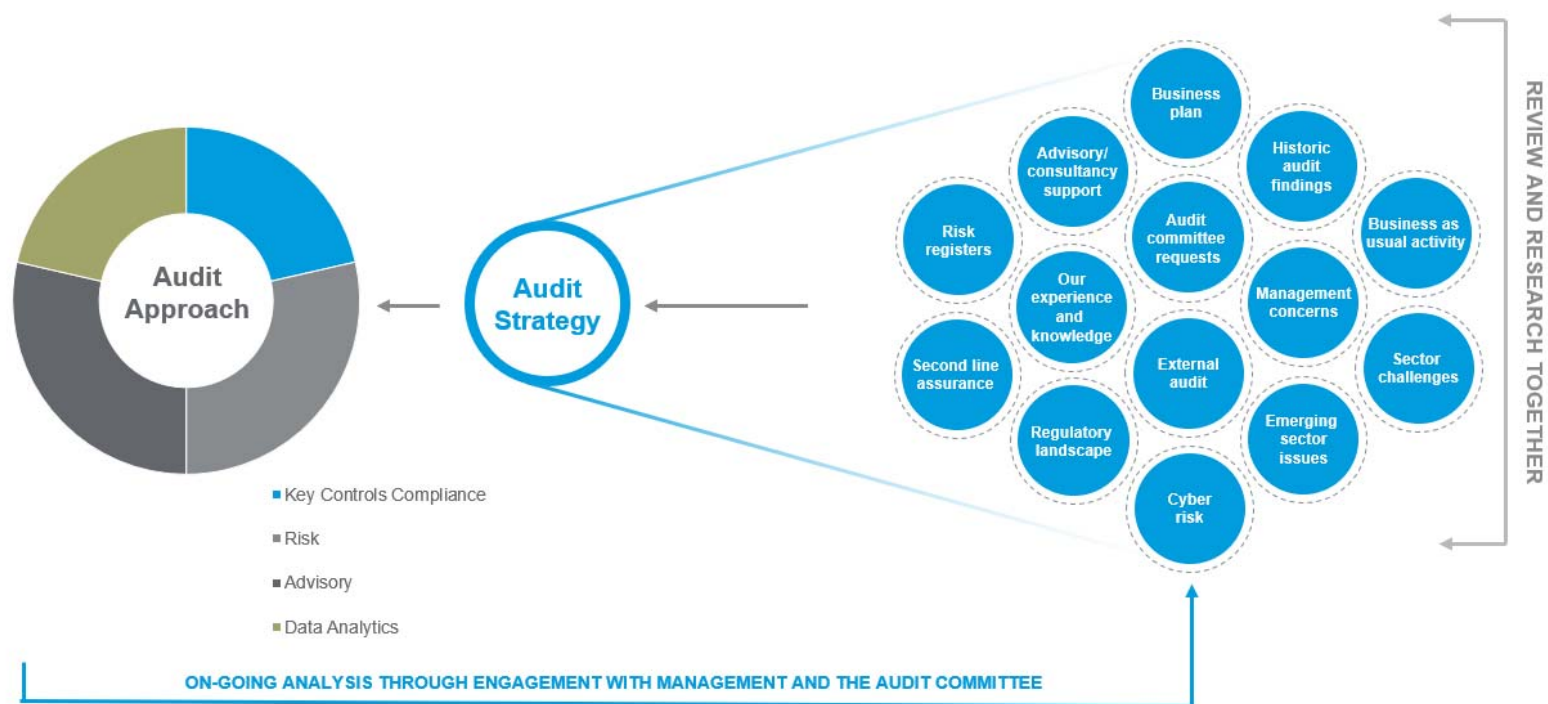 Audit
Approach
Key Controls Compliance
Risk
Advisory
Data Analytics
Audit
Strategy
Business
plan
Advisory/
consultancy
support
Historic
audit
findings
Risk
registers
Audit
committee
requests
Business as
usual activity
Our
experience
and
knowledge
Management
concerns
Second line
assurance
External
audit
Sector
challenges
Regulatory
landscape
Emerging
sector
issues
Cyber
risk
REVIEW AND RESEARCH TOGETHER
ON-GOING ANALYSIS THROUGH ENGAGEMENT WITH MANAGEMENT AND THE AUDIT COMMITTEE